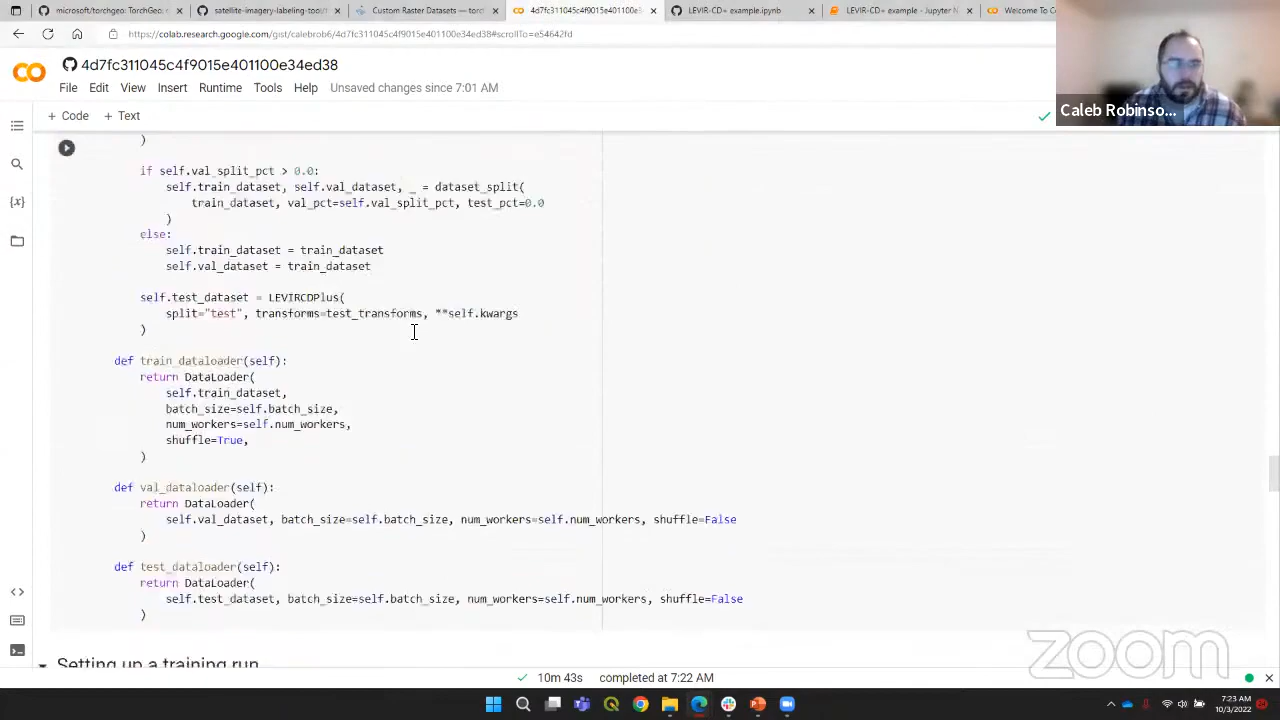 microsoft/torchgeo: TorchGeo:
satellite-imagery-labeling-tool/
Custom Raster Datasets — torc
4d7fc311045c4f9015e401100e34ed38
LEVIR-CD+ example.ipynb
LEVIR-CD+ example - Jupyter N
Welcome To Co
https://colab.research.google.com/gist/calebrob6/4d7fc311045c4f9015e401100e34ed38#scrollTo=e54642fd
4d7fc311045c4f9015e401100e34ed38
File Edit View Insert Runtime Tools Help Unsaved changes since 7:01 AM
Caleb Robinso...
+ Code + Text
)
if self.val_split_pct > 0.0:
self.train_dataset, self.val_dataset, _ = dataset_split(
train_dataset, val_pct=self.val_split_pct, test_pct=0.0
)
else:
self.train_dataset = train_dataset
self.val_dataset = train_dataset
self.test_dataset = LEVIRCDPlus(
split="test", transforms=test_transforms, **self.kwargs
)
def train_dataloader(self):
return DataLoader(
self.train_dataset,
batch_size=self.batch_size,
num_workers=self.num_workers,
shuffle=True,
)
def val_dataloader(self):
return DataLoader(
self.val_dataset, batch_size=self.batch_size, num_workers=self.num_workers, shuffle=False
)
def test_dataloader(self):
return DataLoader(
self.test_dataset, batch_size=self.batch_size, num_workers=self.num_workers, shuffle=False
)
Setting up a training run
zoom
10m 43s completed at 7:22 AM
7:23 AM
10/3/2022